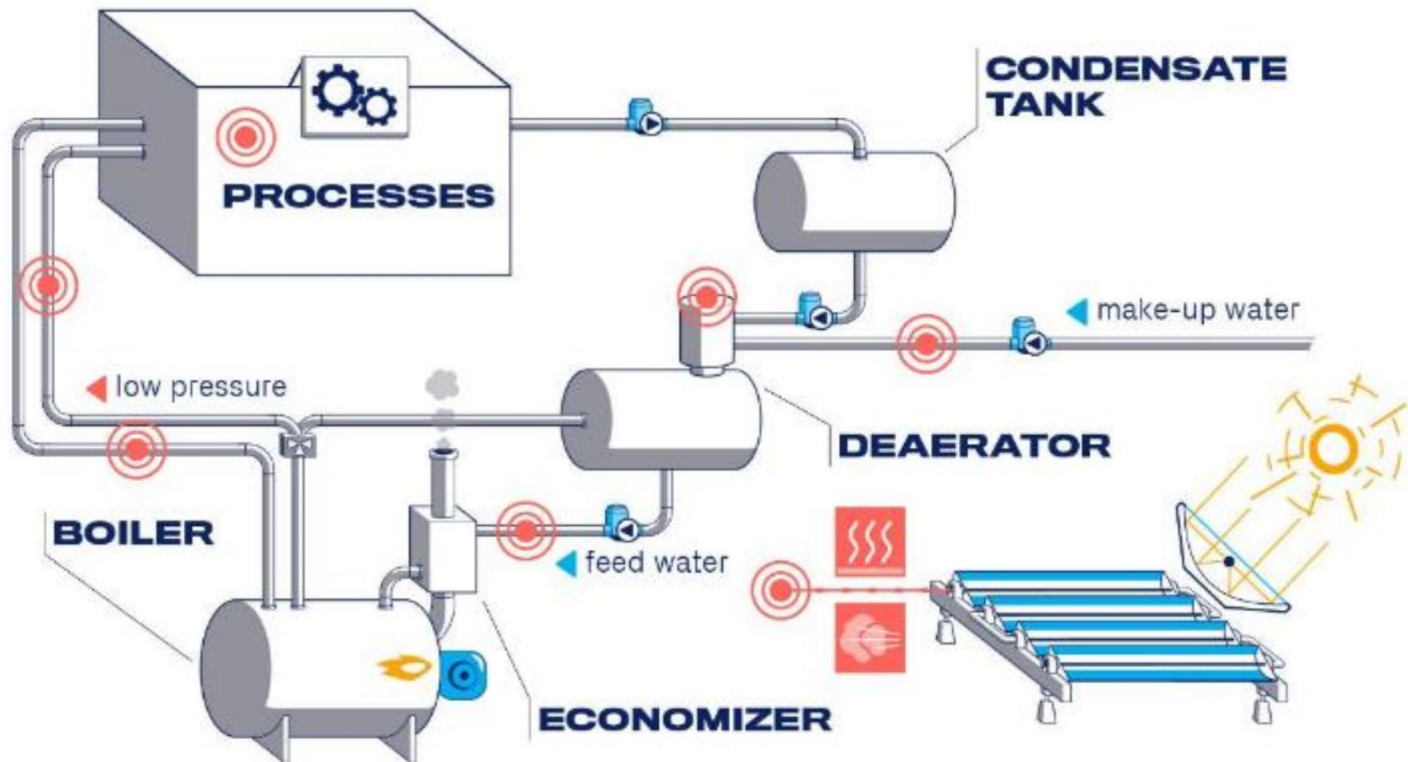 CONDENSATE
TANK
PROCESSES
make-up water
low pressure
DEAERATOR
BOILER
feed water
ECONOMIZER